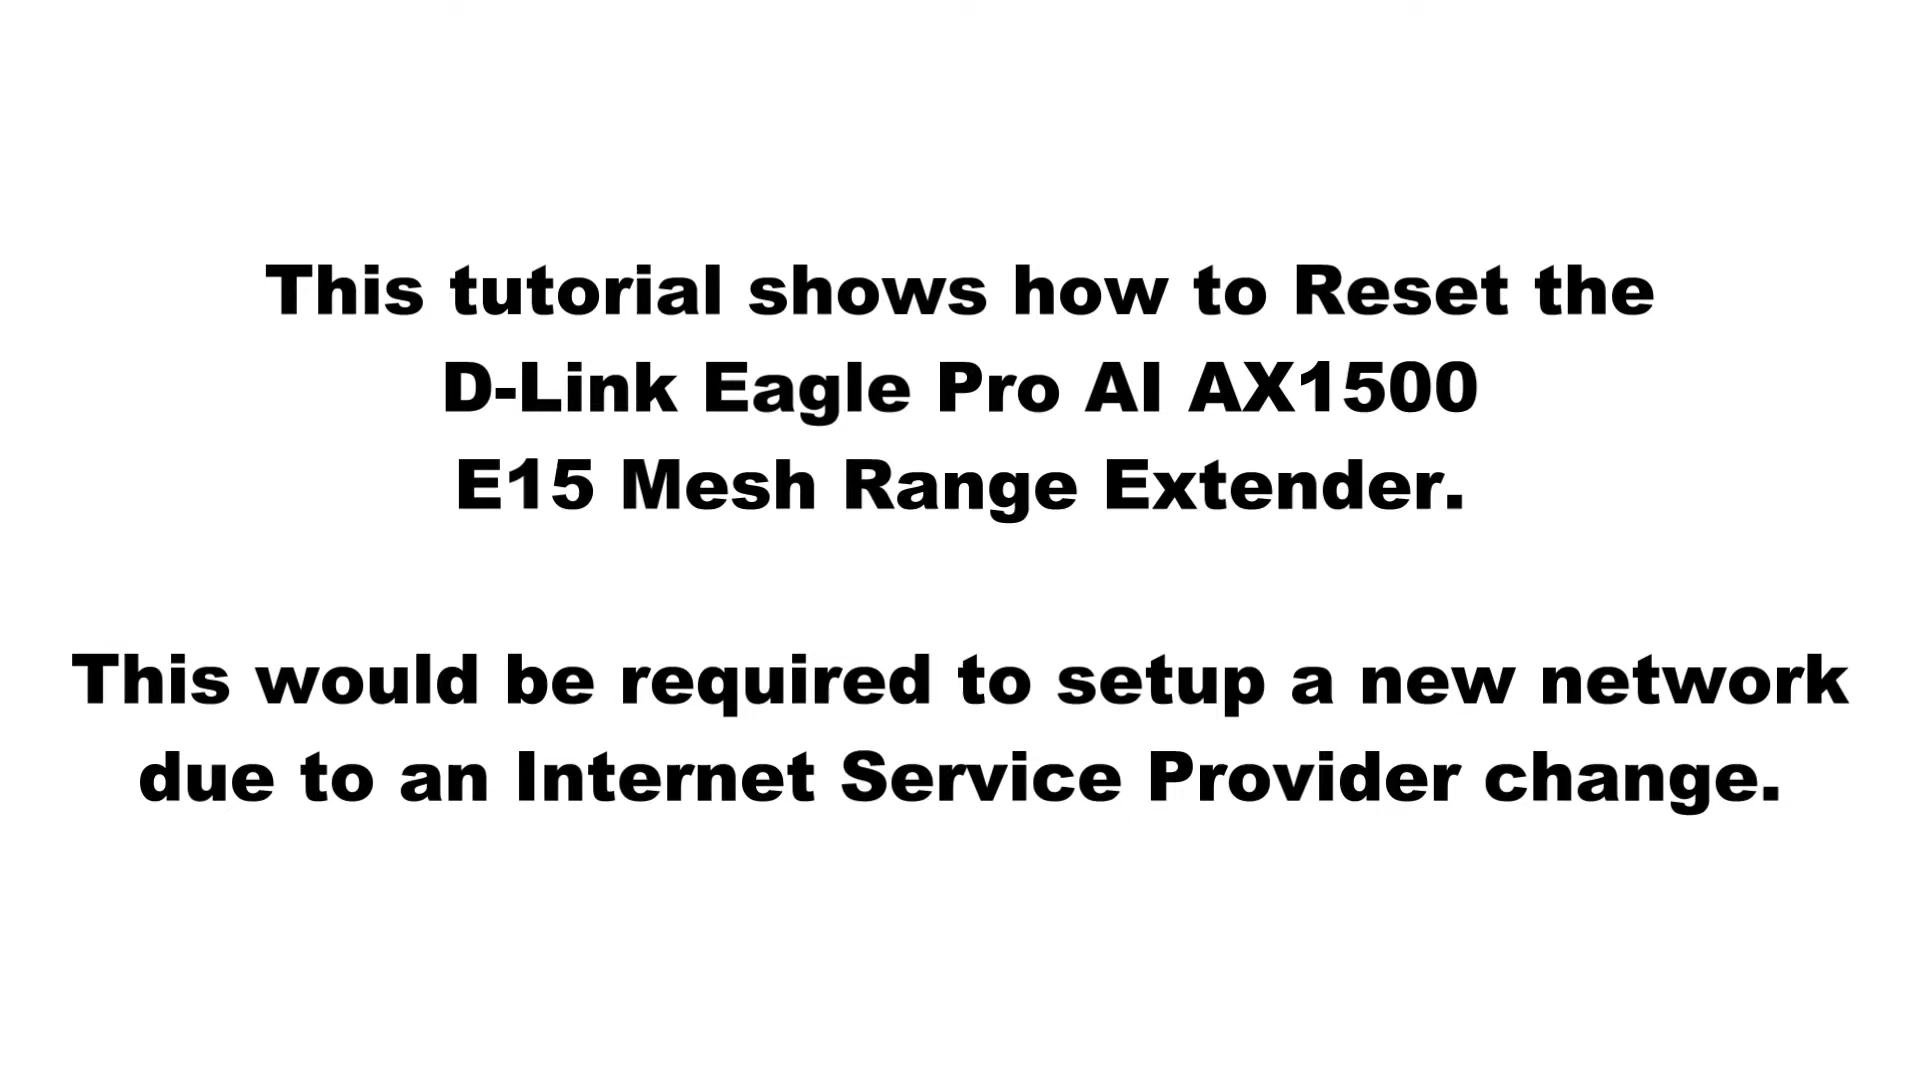 This tutorial shows how to Reset the
D-Link Eagle Pro AI AX1500
E15 Mesh Range Extender.
This would be required to setup a new network
due to an Internet Service Provider change.